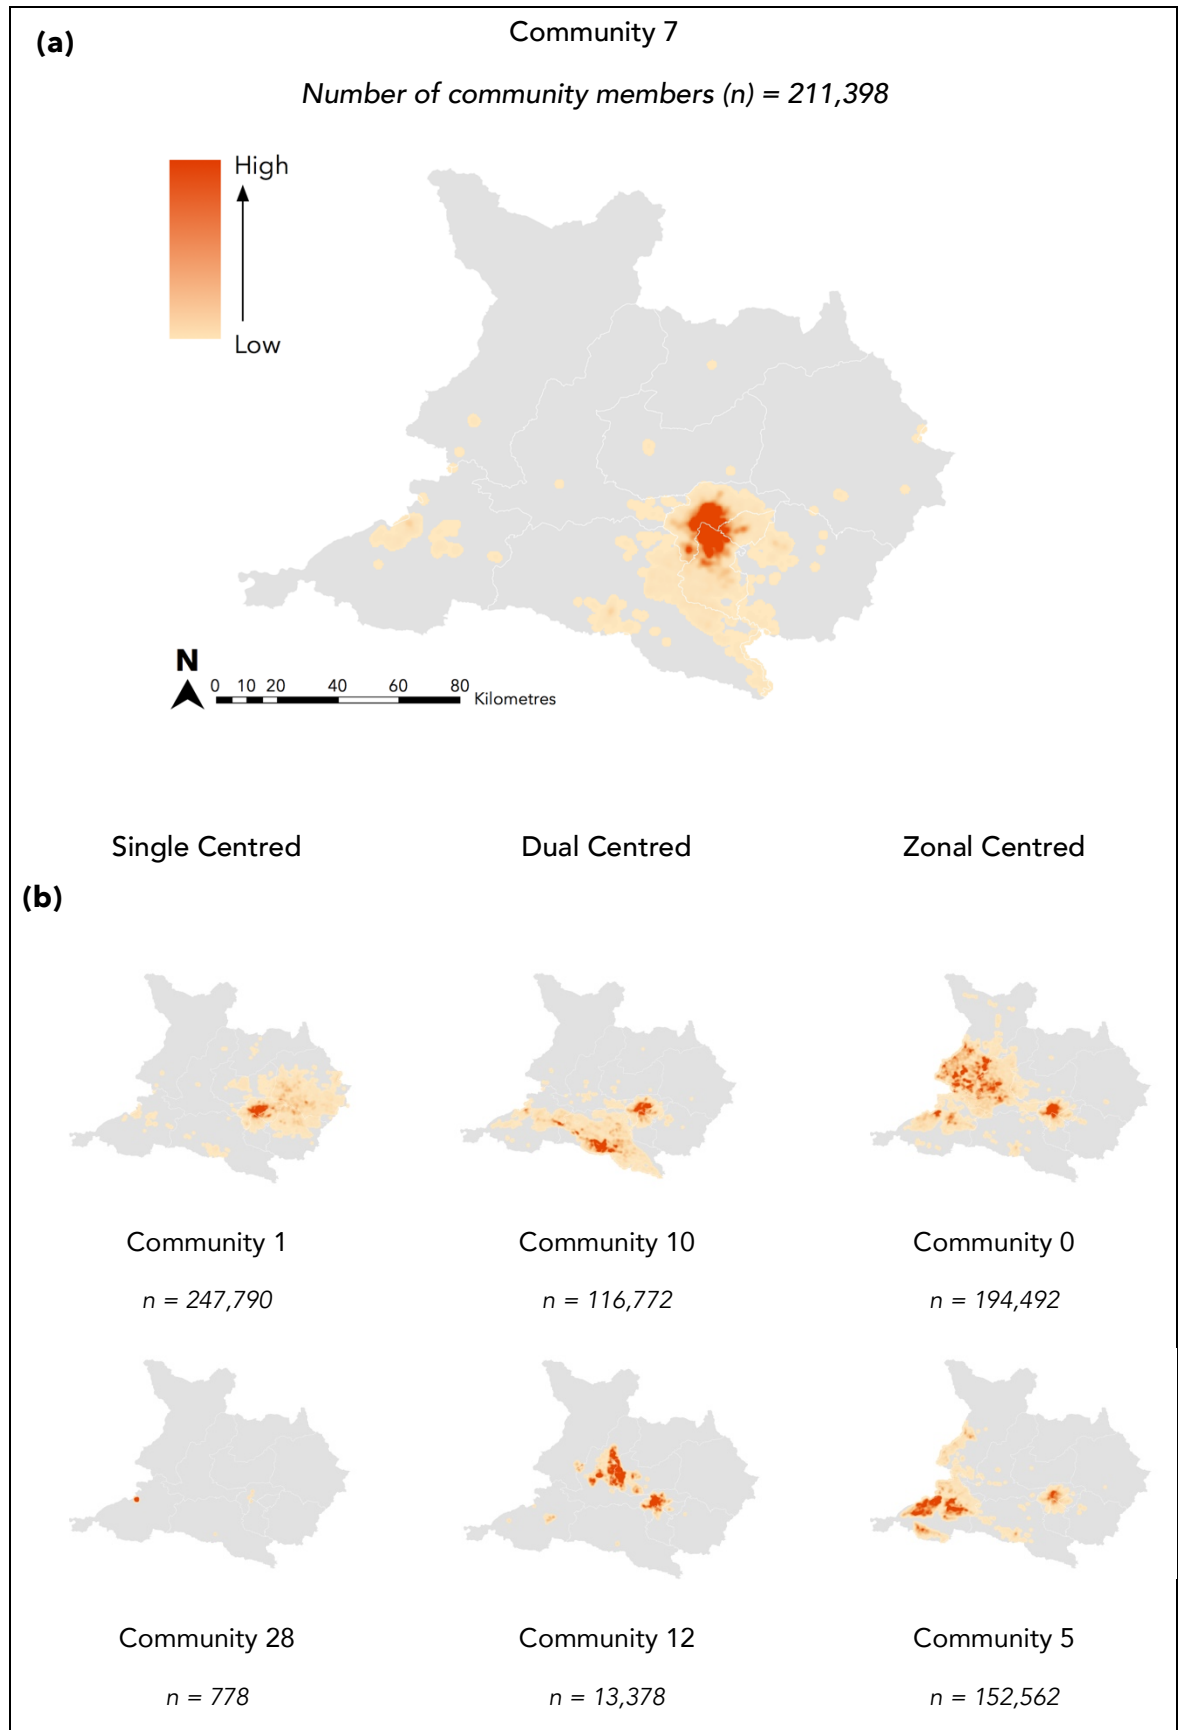 (a)
Community 7
Number of community members (n) = 211,398
High
Low
N
0 10 20 40 60 80
Kilometres
Single Centred Dual Centred Zonal Centred
(b)
Community 1 Community 10 Community 0
n = 247,790 n = 116,772 n = 194,492
Community 28 Community 12 Community 5
n = 778 n = 13,378 n = 152,562